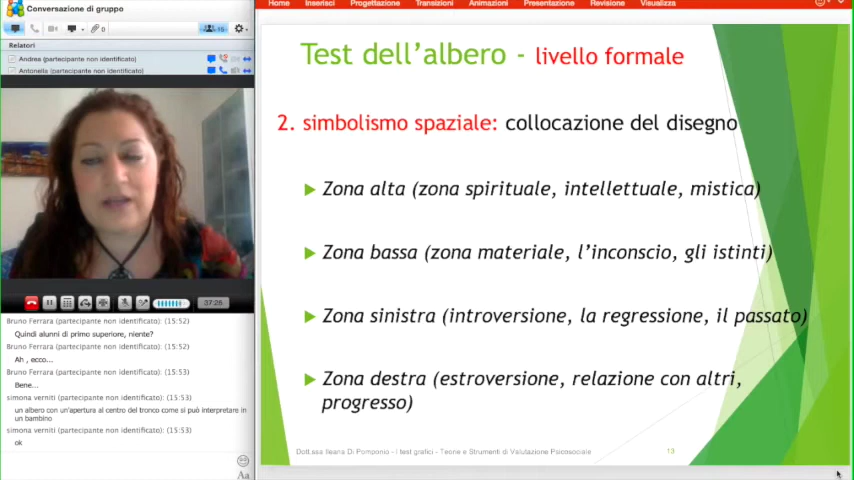 Conversazione di gruppo
15
0
Relatori
Andrea (partecipante non identificato)
Antonella (partecipante non identificato)
37:26
Bruno Ferrara (partecipante non identificato): (15:52)
Quindi alunni di primo superiore, niente?
Bruno Ferrara (partecipante non identificato): (15:52)
Ah , ecco...
Bruno Ferrara (partecipante non identificato): (15:53)
Bene...
simona verniti (partecipante non identificato): (15:53)
un albero con un'apertura al centro del tronco come si può interpretare in
un bambino
simona verniti (partecipante non identificato): (15:53)
ok
Aa
Home Inserisci Progettazione Transizioni Animazioni Presentazione Revisione Visualizza
Test dell'albero - livello formale
2. simbolismo spaziale: collocazione del disegno
Zona alta (zona spirituale, intellettuale, mistica)
Zona bassa (zona materiale, l'inconscio, gli istinti)
Zona sinistra (introversione, la regressione, il passato)
Zona destra (estroversione, relazione con altri,
progresso)
Dott.ssa Ileana Di Pomponio - I test grafici - Teorie e Strumenti di Valutazione Psicosociale
13